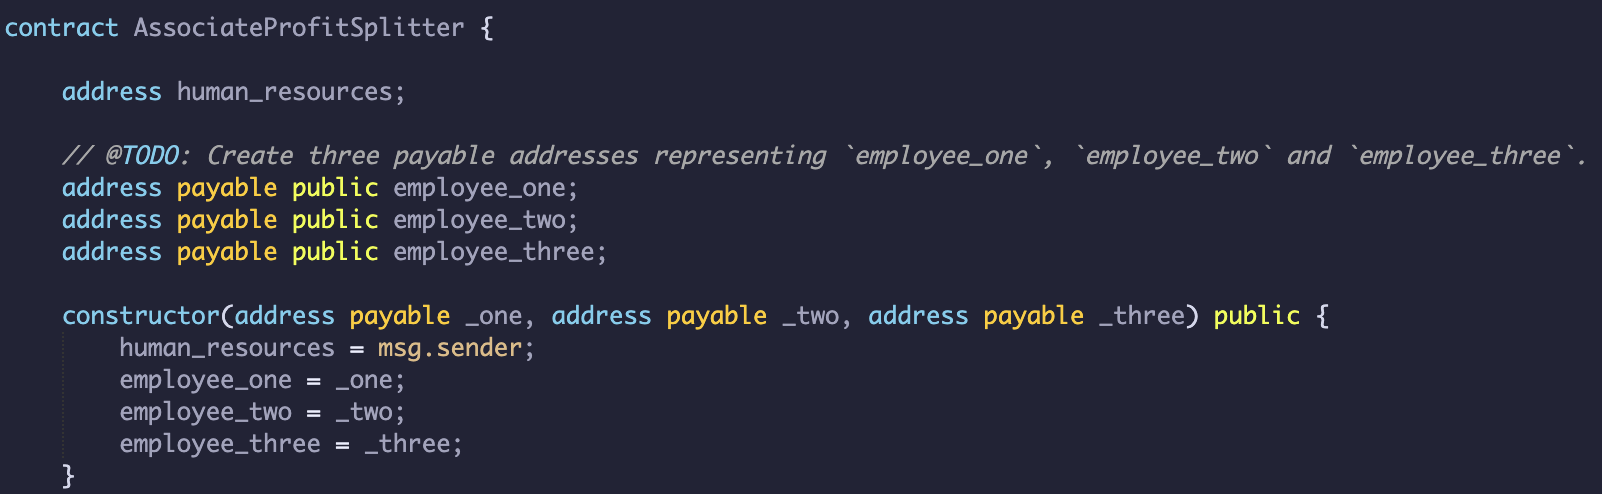 contract AssociateProfitSplitter {
address human_resources;
// @TODO: Create three payable addresses representing `employee_one`, `employee_two` and `employee_three`.
address payable public employee_one;
address payable public employee_two;
address payable public employee_three;
constructor(address payable _one, address payable _two, address payable _three) public {
human_resources = msg.sender;
employee_one = _one;
employee_two = _two;
employee_three = _three;
}